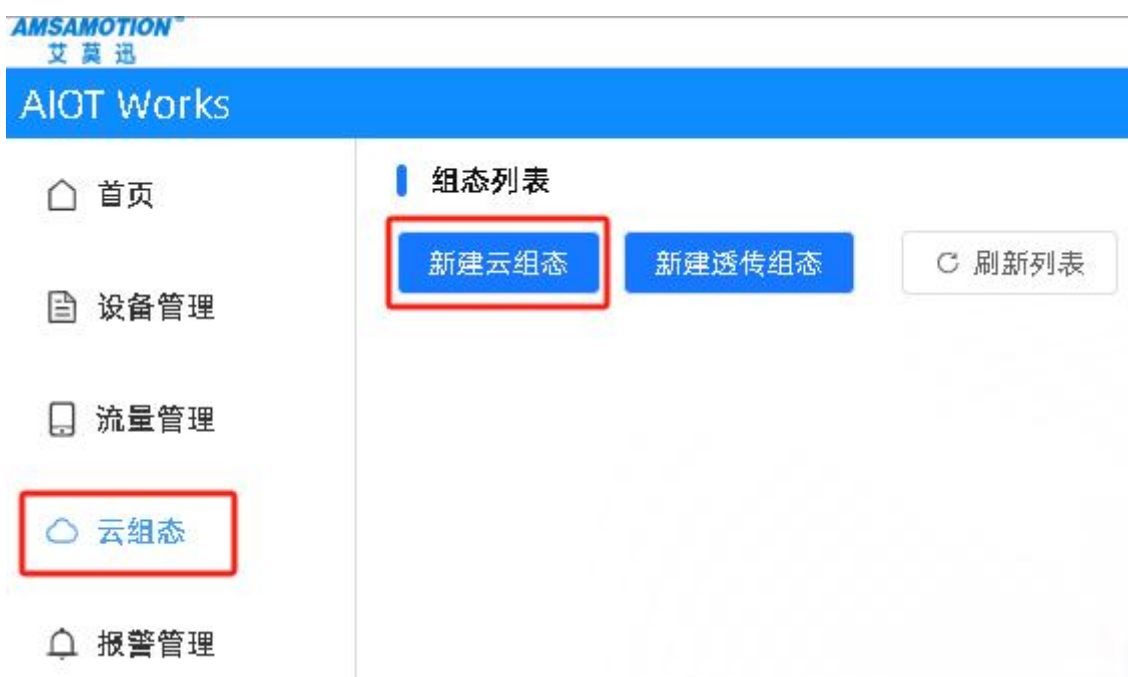 AMSAMOTION®
艾莫迅
AIOT Works
首页
设备管理
流量管理
云组态
报警管理
组态列表
新建云组态 新建透传组态 刷新列表